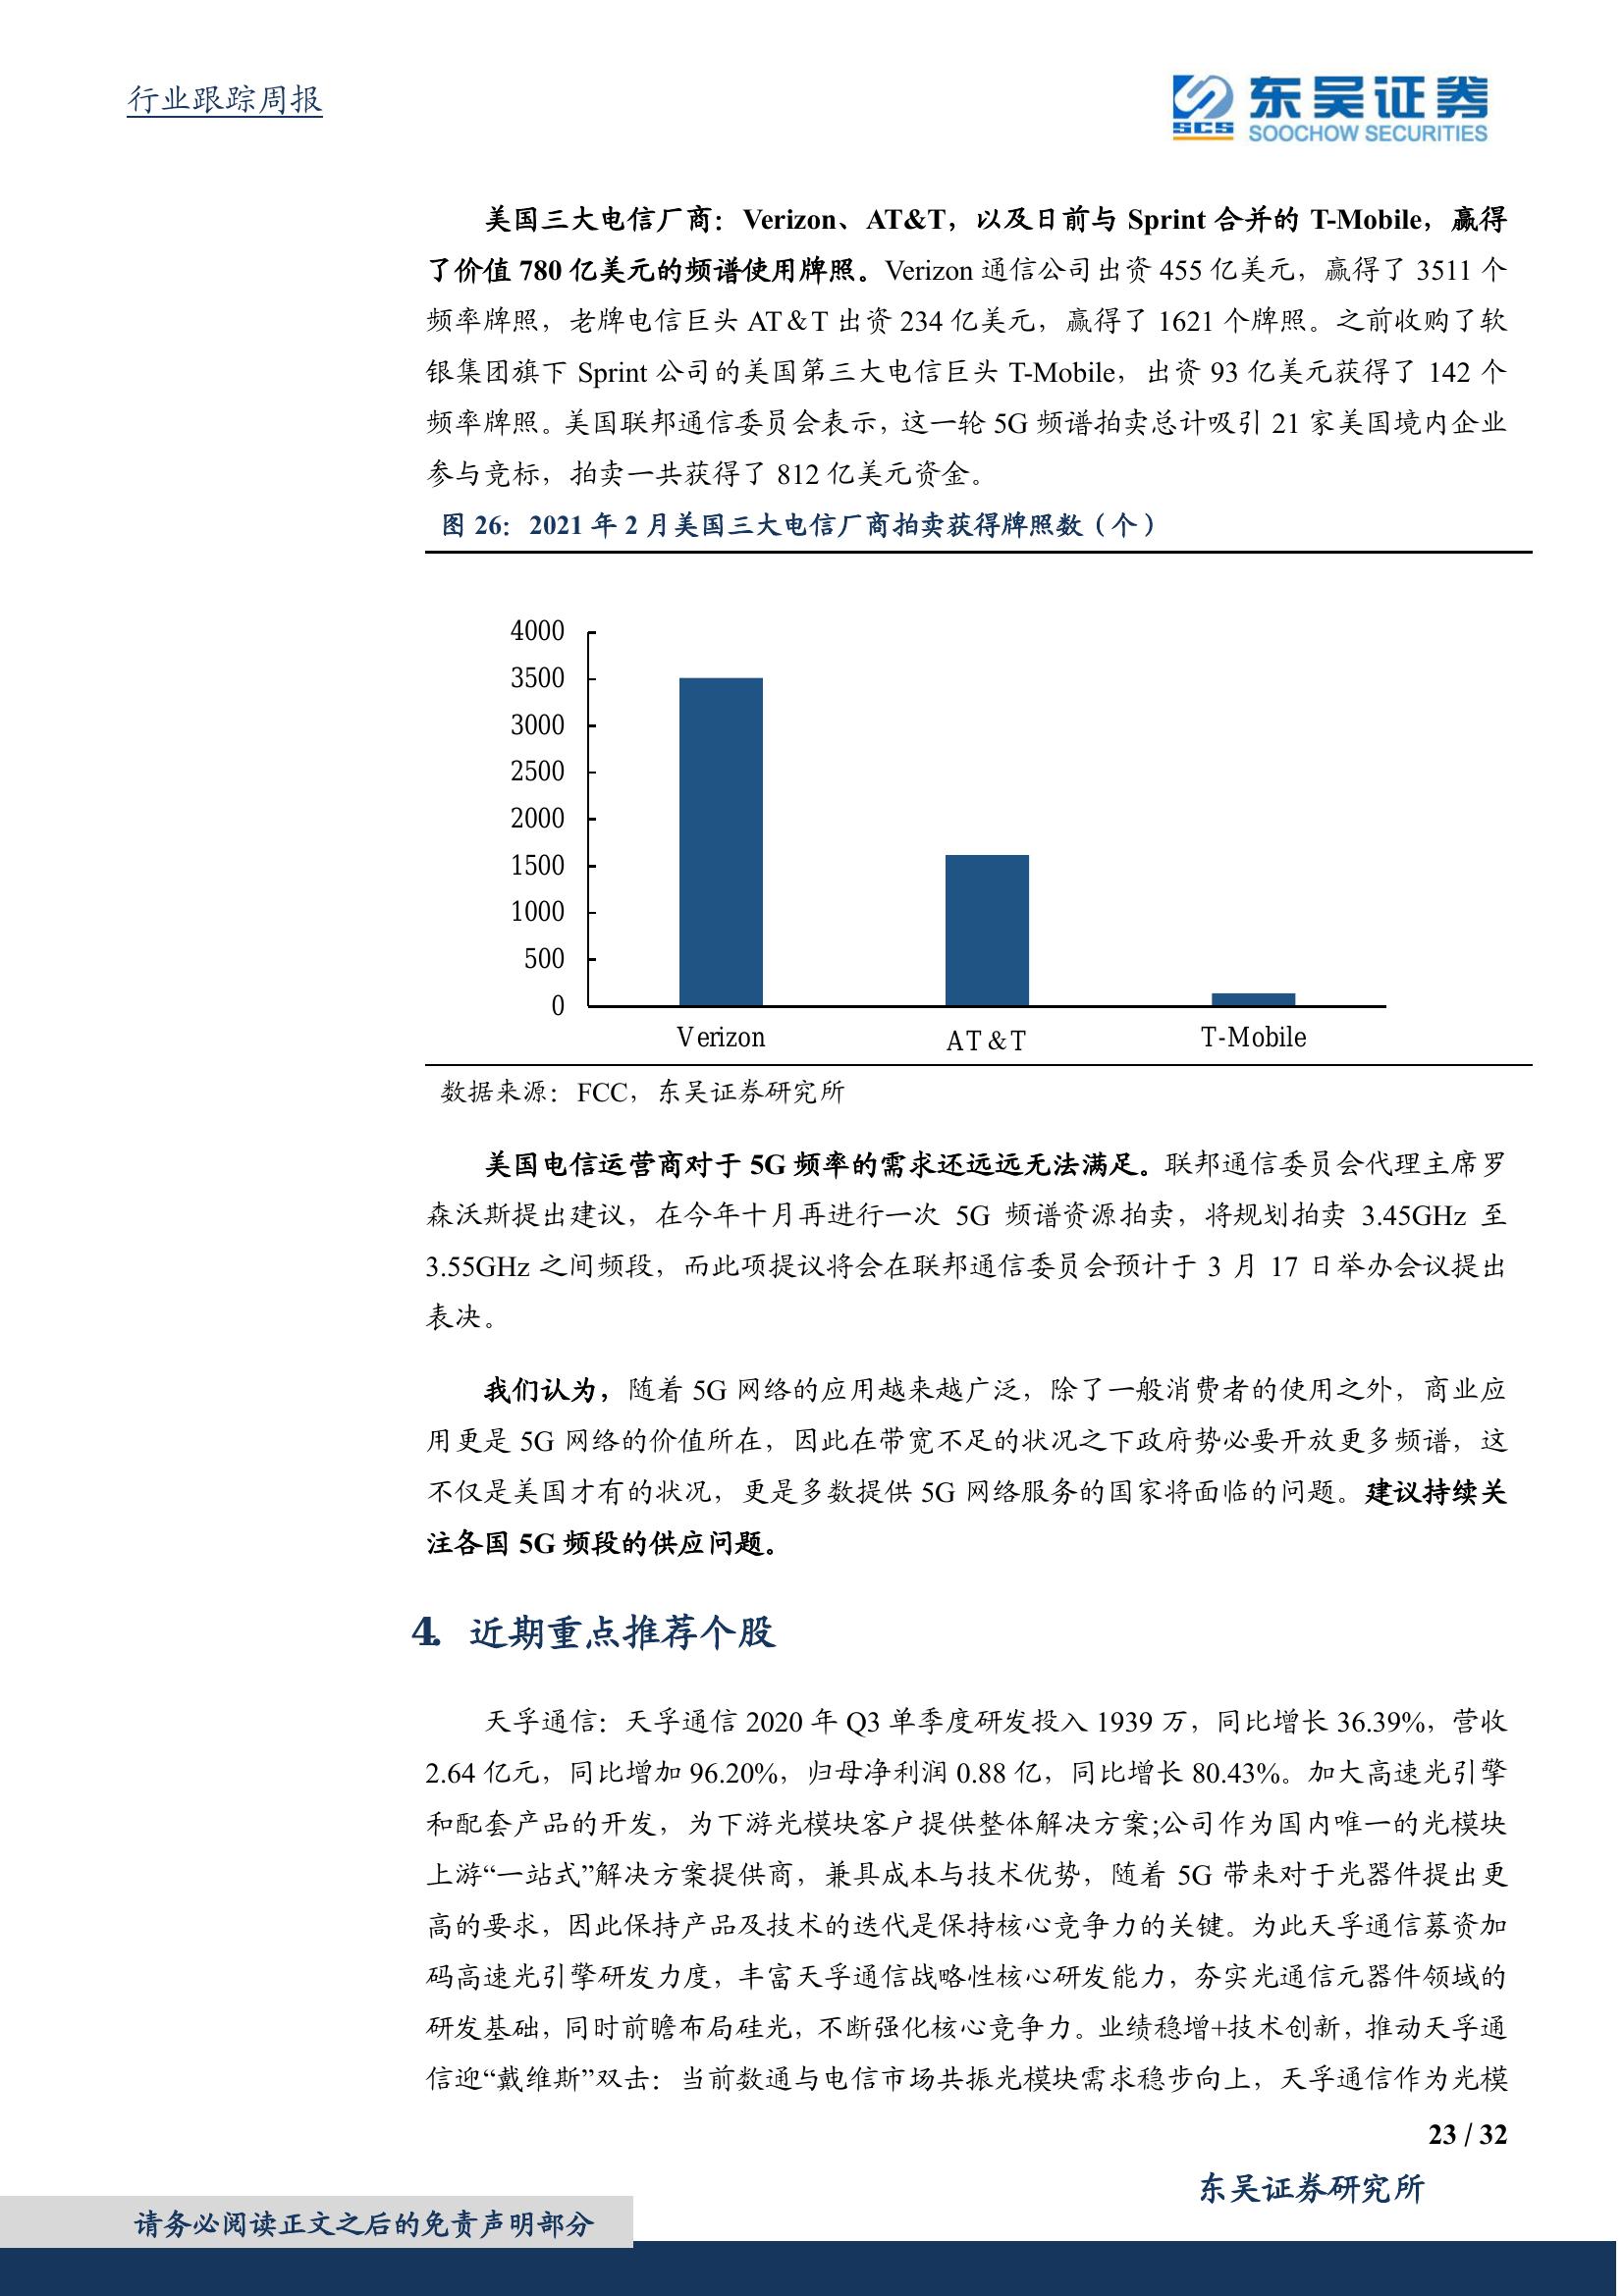 行业跟踪周报
东吴证券
SCS
SOOCHOW SECURITIES
美国三大电信厂商：Verizon、AT&T，以及日前与 Sprint 合并的 T-Mobile，赢得
了价值 780 亿美元的频谱使用牌照。Verizon 通信公司出资 455 亿美元，赢得了 3511 个
频率牌照，老牌电信巨头 AT＆T 出资 234 亿美元，赢得了 1621 个牌照。之前收购了软
银集团旗下 Sprint 公司的美国第三大电信巨头 T-Mobile，出资 93 亿美元获得了 142 个
频率牌照。美国联邦通信委员会表示，这一轮 5G 频谱拍卖总计吸引 21 家美国境内企业
参与竞标，拍卖一共获得了 812 亿美元资金。
图 26：2021 年 2 月美国三大电信厂商拍卖获得牌照数（个）
4000
3500
3000
2500
2000
1500
1000
500
0
Verizon
AT＆T
T-Mobile
数据来源：FCC，东吴证券研究所
美国电信运营商对于 5G 频率的需求还远远无法满足。联邦通信委员会代理主席罗
森沃斯提出建议，在今年十月再进行一次 5G 频谱资源拍卖，将规划拍卖 3.45GHz 至
3.55GHz 之间频段，而此项提议将会在联邦通信委员会预计于 3 月 17 日举办会议提出
表决。
我们认为，随着 5G 网络的应用越来越广泛，除了一般消费者的使用之外，商业应
用更是 5G 网络的价值所在，因此在带宽不足的状况之下政府势必要开放更多频谱，这
不仅是美国才有的状况，更是多数提供 5G 网络服务的国家将面临的问题。建议持续关
注各国 5G 频段的供应问题。
4. 近期重点推荐个股
天孚通信：天孚通信 2020 年 Q3 单季度研发投入 1939 万，同比增长 36.39%，营收
2.64 亿元，同比增加 96.20%，归母净利润 0.88 亿，同比增长 80.43%。加大高速光引擎
和配套产品的开发，为下游光模块客户提供整体解决方案;公司作为国内唯一的光模块
上游“一站式”解决方案提供商，兼具成本与技术优势，随着 5G 带来对于光器件提出更
高的要求，因此保持产品及技术的迭代是保持核心竞争力的关键。为此天孚通信募资加
码高速光引擎研发力度，丰富天孚通信战略性核心研发能力，夯实光通信元器件领域的
研发基础，同时前瞻布局硅光，不断强化核心竞争力。业绩稳增+技术创新，推动天孚通
信迎“戴维斯”双击：当前数通与电信市场共振光模块需求稳步向上，天孚通信作为光模
23 / 32
东吴证券研究所
请务必阅读正文之后的免责声明部分